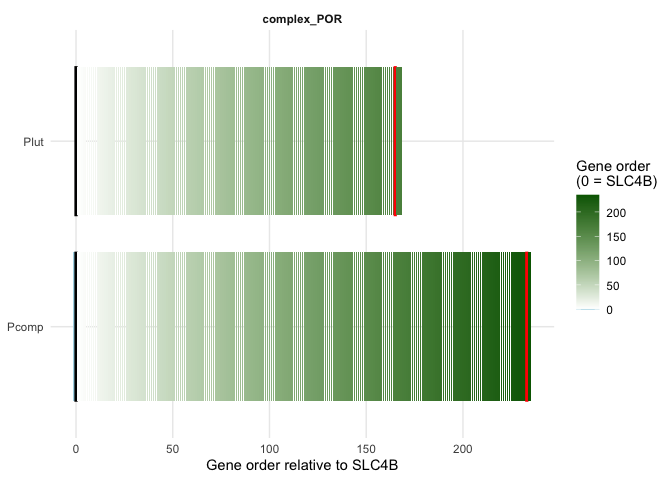 complex_POR
Plut
Pcomp
0
50
100
150
200
Gene order relative to SLC4B
Gene order
(0 = SLC4B)
200
150
100
50
0